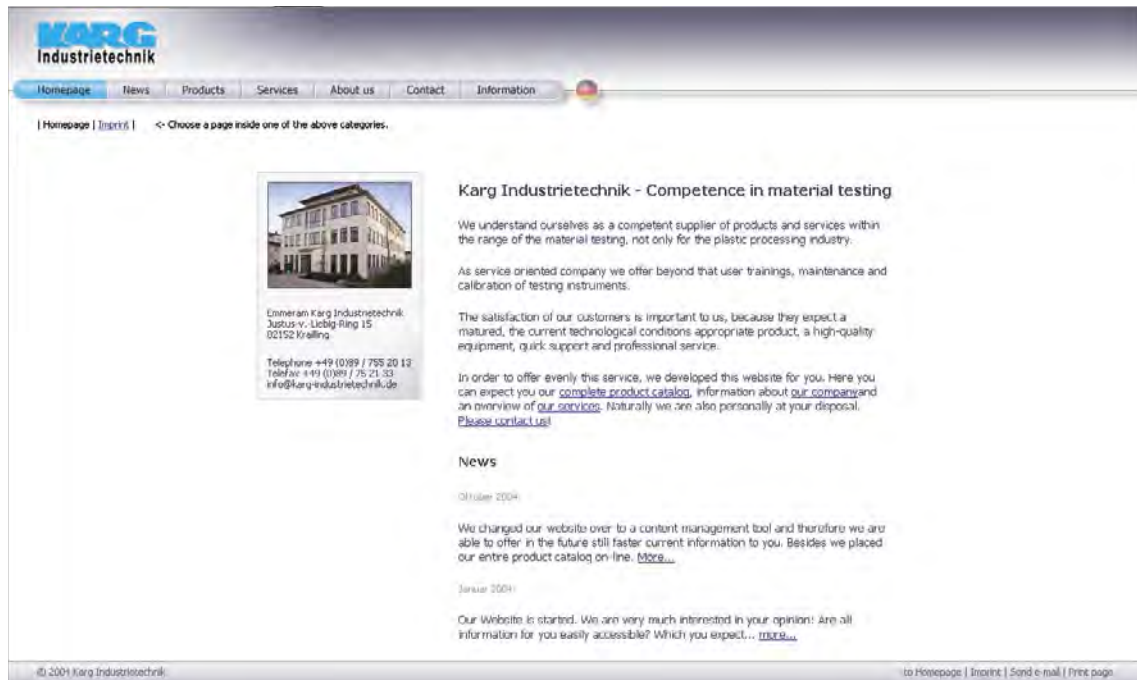 KARG
Industrietechnik
Homepage News Products Services About us Contact Information
| Homepage | Imprint | <- Choose a page inside one of the above categories.
Emmeram Karg Industrietechnik
Justus-v.-Liebig-Ring 15
82152 Krailling
Telephone +49 (0)89 / 755 20 13
Telefax +49 (0)89 / 75 21 33
info@karg-industrietechnik.de
Karg Industrietechnik - Competence in material testing
We understand ourselves as a competent supplier of products and services within
the range of the material testing, not only for the plastic processing industry.
As service oriented company we offer beyond that user trainings, maintenance and
calibration of testing instruments.
The satisfaction of our customers is important to us, because they expect a
matured, the current technological conditions appropriate product, a high-quality
equipment, quick support and professional service.
In order to offer evenly this service, we developed this website for you. Here you
can expect you our complete product catalog, information about our companyand
an overview of our services. Naturally we are also personally at your disposal.
Please contact us!
News
Oktober 2004:
We changed our website over to a content management tool and therefore we are
able to offer in the future still faster current information to you. Besides we placed
our entire product catalog on-line. More...
Januar 2004:
Our Website is started. We are very much interested in your opinion! Are all
information for you easily accessible? Which you expect... more...
© 2004 Karg Industrietechnik
to Homepage | Imprint | Send e-mail | Print page